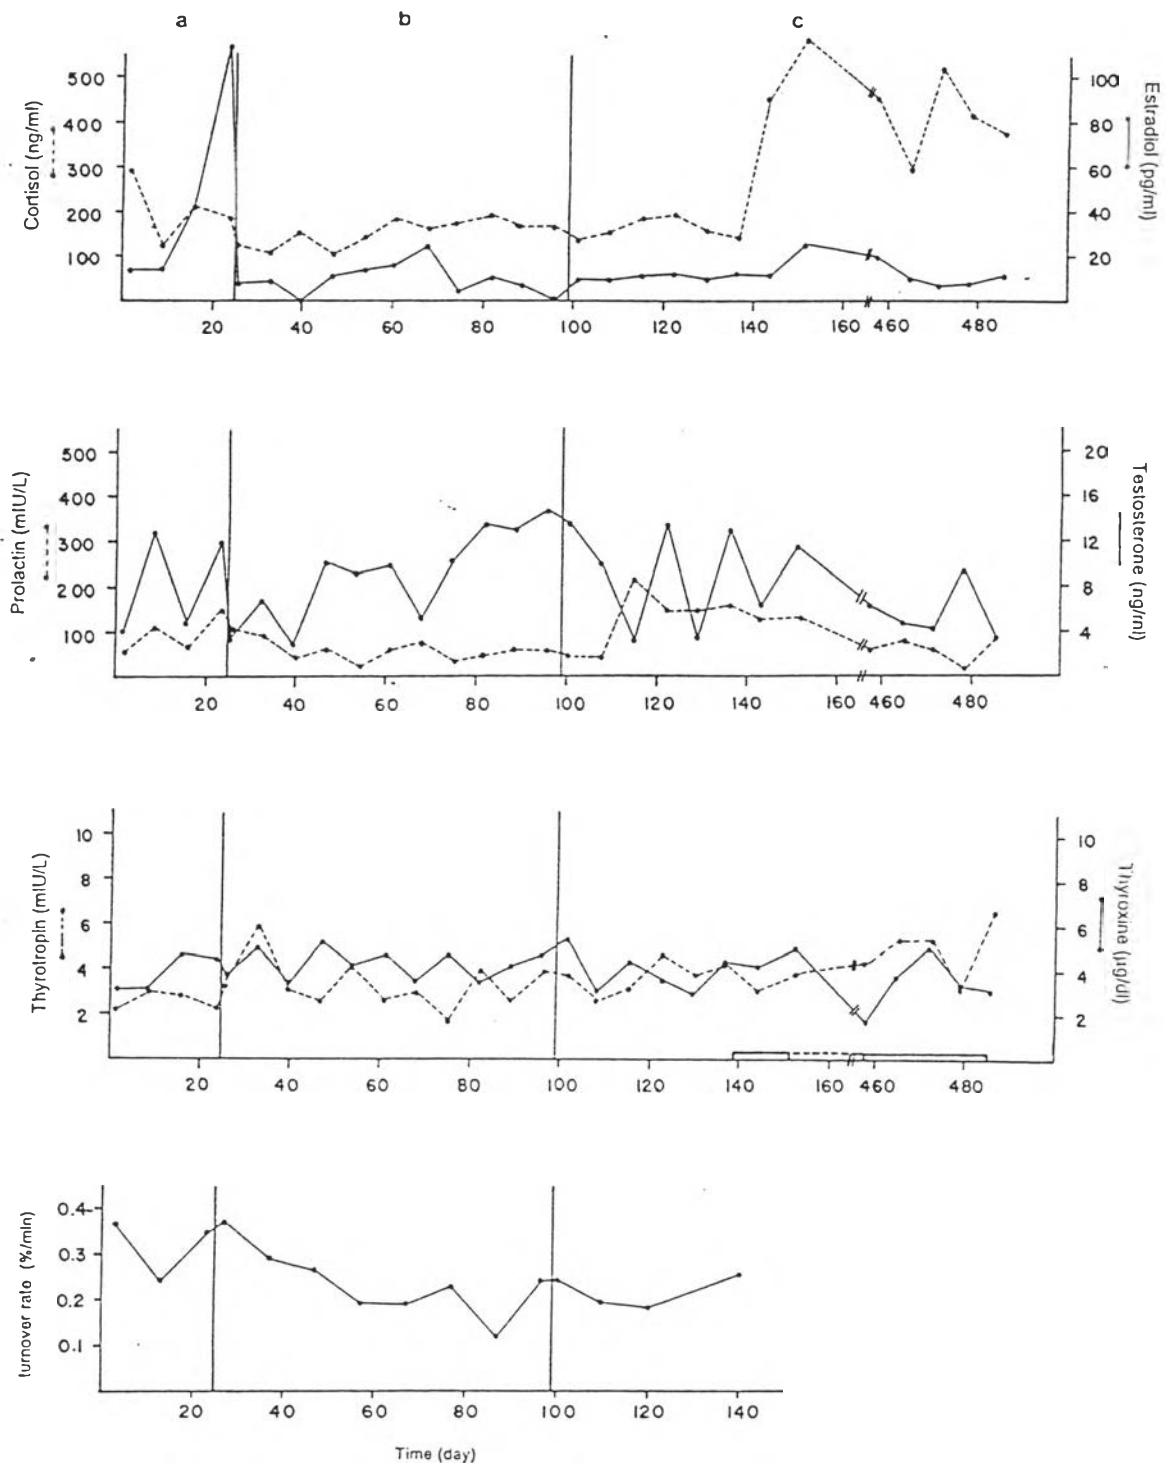 a b c
Cortisol (ng/ml)
500
400
300
200
100
Estradiol (pg/ml)
100
80
60
40
20
20 40 60 80 100 120 140 160 460 480
Prolactin (mIU/L)
500
400
300
200
100
Testosterone (ng/ml)
20
16
12
8
4
20 40 60 80 100 120 140 160 460 480
Thyrotropin (mIU/L)
10
8
6
4
2
Thyroxine (µg/dl)
10
8
6
4
2
20 40 60 80 100 120 140 160 460 480
turnover rate (%/min)
0.4
0.3
0.2
0.1
20 40 60 80 100 120 140
Time (day)